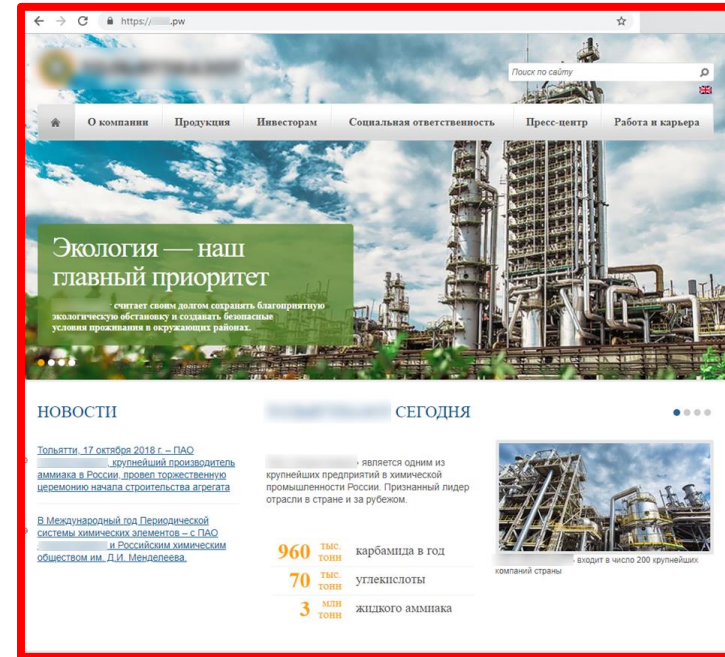 https:// .pw
Поиск по сайту
О компании Продукция Инвесторам Социальная ответственность Пресс-центр Работа и карьера
Экология — наш
главный приоритет
считает своим долгом сохранять благоприятную
экологическую обстановку и создавать безопасные
условия проживания в окружающих районах.
НОВОСТИ
Тольятти, 17 октября 2018 г. – ПАО
, крупнейший производитель
аммиака в России, провел торжественную
церемонию начала строительства агрегата
В Международный год Периодической
системы химических элементов – с ПАО
и Российским химическим
обществом им. Д.И. Менделеева.
СЕГОДНЯ
является одним из
крупнейших предприятий в химической
промышленности России. Признанный лидер
отрасли в стране и за рубежом.
960 тыс. тонн карбамида в год
70 тыс. тонн углекислоты
3 млн тонн жидкого аммиака
входит в число 200 крупнейших
компаний страны